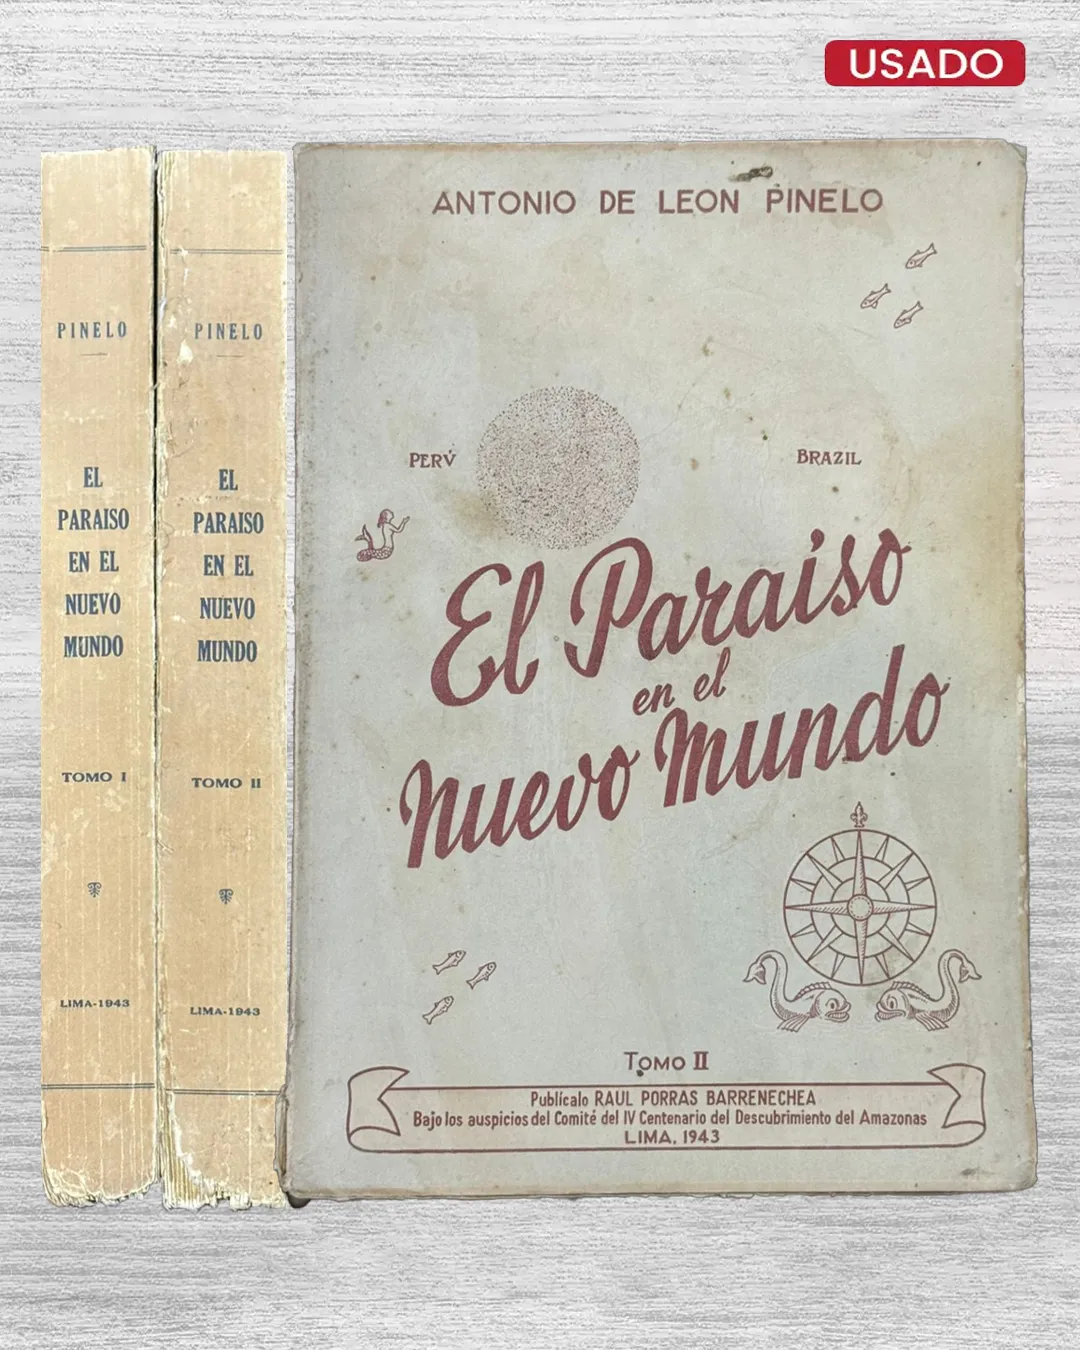 USADO
PINELO
EL
PARAISO
EN EL
NUEVO
MUNDO
TOMO I
LIMA-1943
PINELO
EL
PARAISO
EN EL
NUEVO
MUNDO
TOMO II
LIMA-1943
ANTONIO DE LEON PINELO
PERÚ
BRAZIL
El Paraíso
en el
Nuevo Mundo
TOMO II
Publícalo RAUL PORRAS BARRENECHEA
Bajo los auspicios del Comité del IV Centenario del Descubrimiento del Amazonas
LIMA, 1943